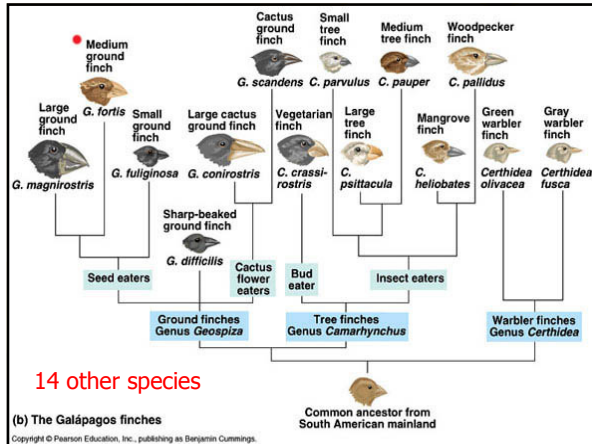 Cactus
ground
finch
G. scandens
Small
tree
finch
C. parvulus
Medium
tree finch
C. pauper
Woodpecker
finch
C. pallidus
Medium
ground
finch
G. fortis
Large
ground
finch
G. magnirostris
Small
ground
finch
G. fuliginosa
Large cactus
ground finch
G. conirostris
Vegetarian
finch
C. crassi-
rostris
Large
tree
finch
C.
psittacula
Mangrove
finch
C.
heliobates
Green
warbler
finch
Certhidea
olivacea
Gray
warbler
finch
Certhidea
fusca
Sharp-beaked
ground finch
G. difficilis
Seed eaters
Cactus
flower
eaters
Bud
eater
Insect eaters
Ground finches
Genus Geospiza
Tree finches
Genus Camarhynchus
Warbler finches
Genus Certhidea
14 other species
Common ancestor from
South American mainland
(b) The Galápagos finches
Copyright © Pearson Education, Inc., publishing as Benjamin Cummings.